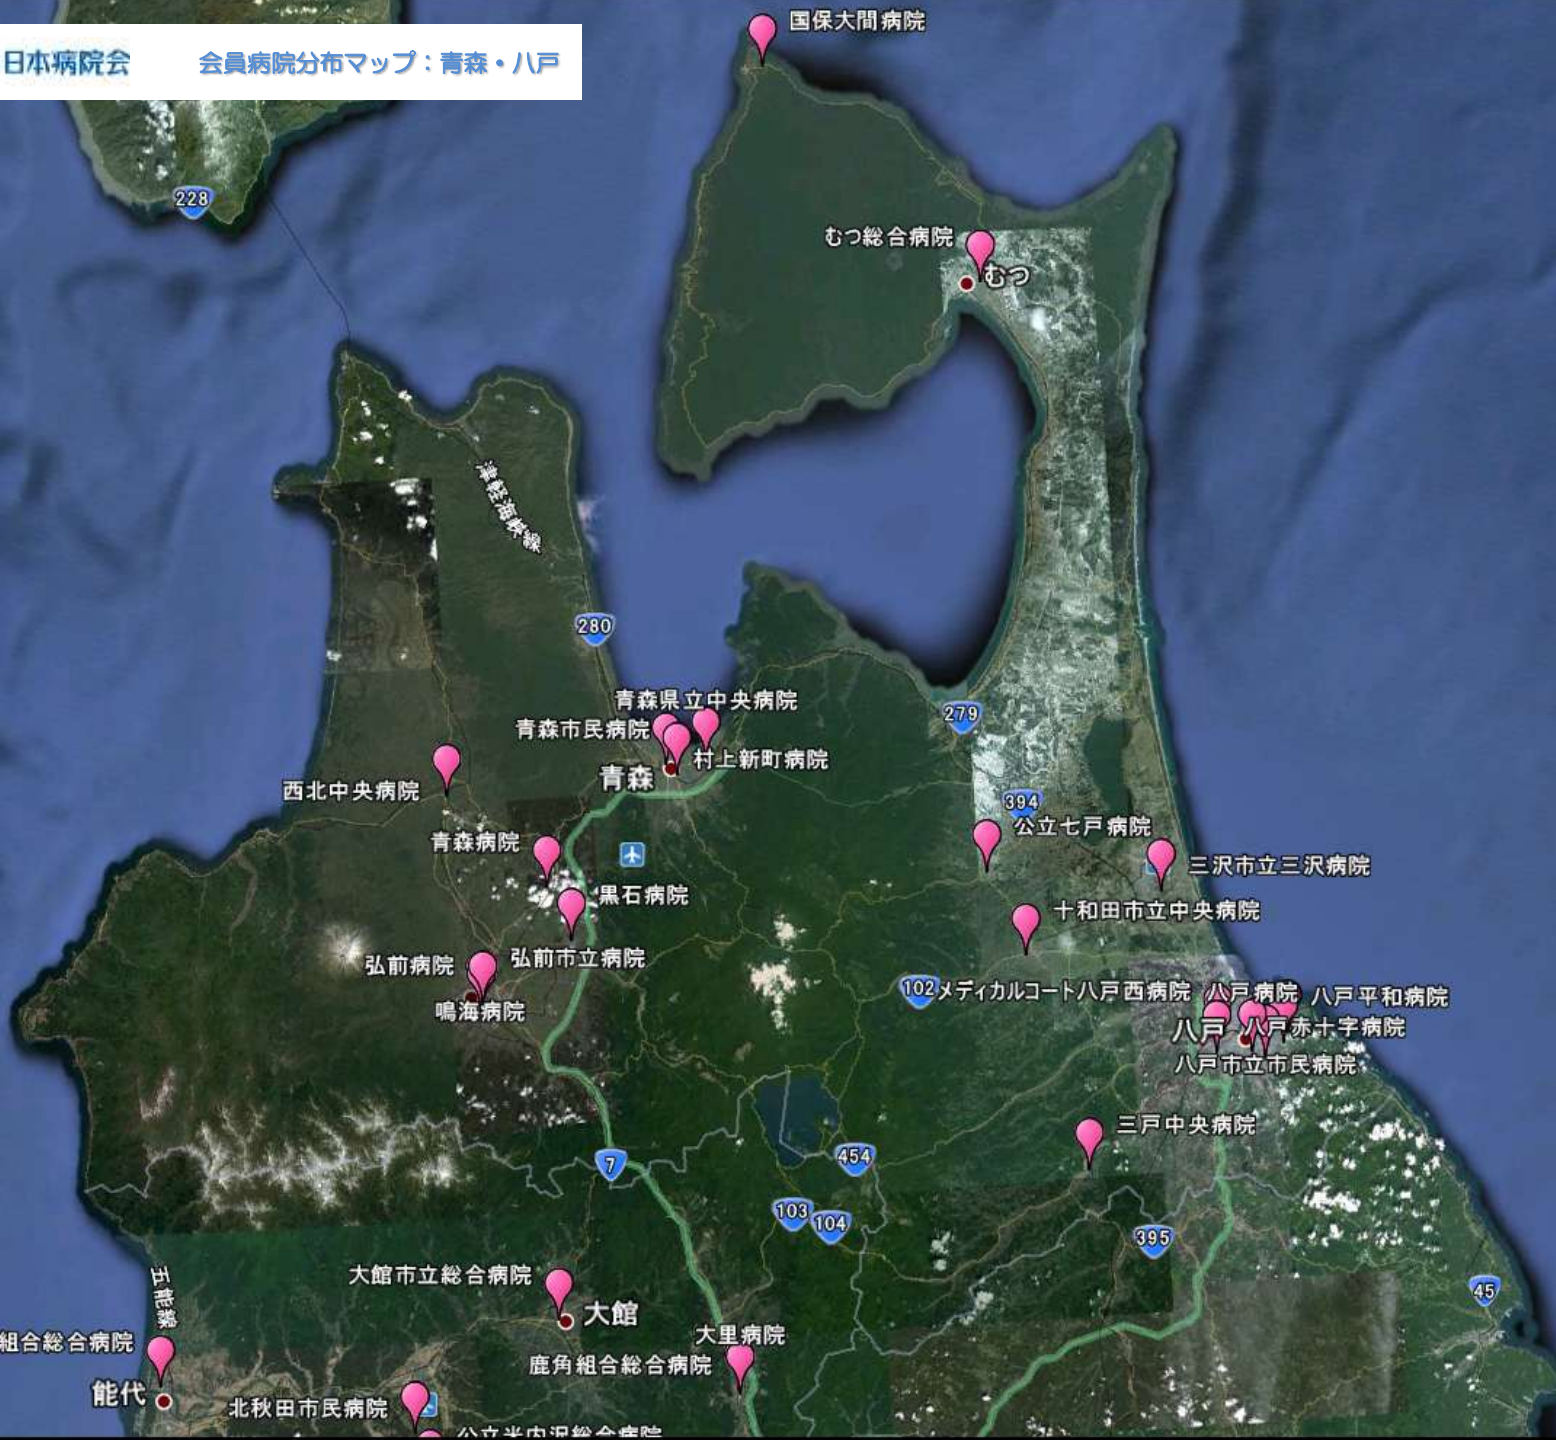 国保大間病院
日本病院会 会員病院分布マップ：青森・八戸
228
むつ総合病院
むつ
津軽海峡線
280
青森県立中央病院
279
青森市民病院
村上新町病院
青森
西北中央病院
394
公立七戸病院
青森病院
三沢市立三沢病院
黒石病院
十和田市立中央病院
弘前市立病院
弘前病院
102
メディカルコート八戸西病院
八戸病院
八戸平和病院
鳴海病院
八戸
八戸赤十字病院
八戸市立市民病院
三戸中央病院
454
7
103
104
395
大館市立総合病院
五能線
45
大館
大里病院
組合総合病院
鹿角組合総合病院
能代
北秋田市民病院
公立米内沢総合病院